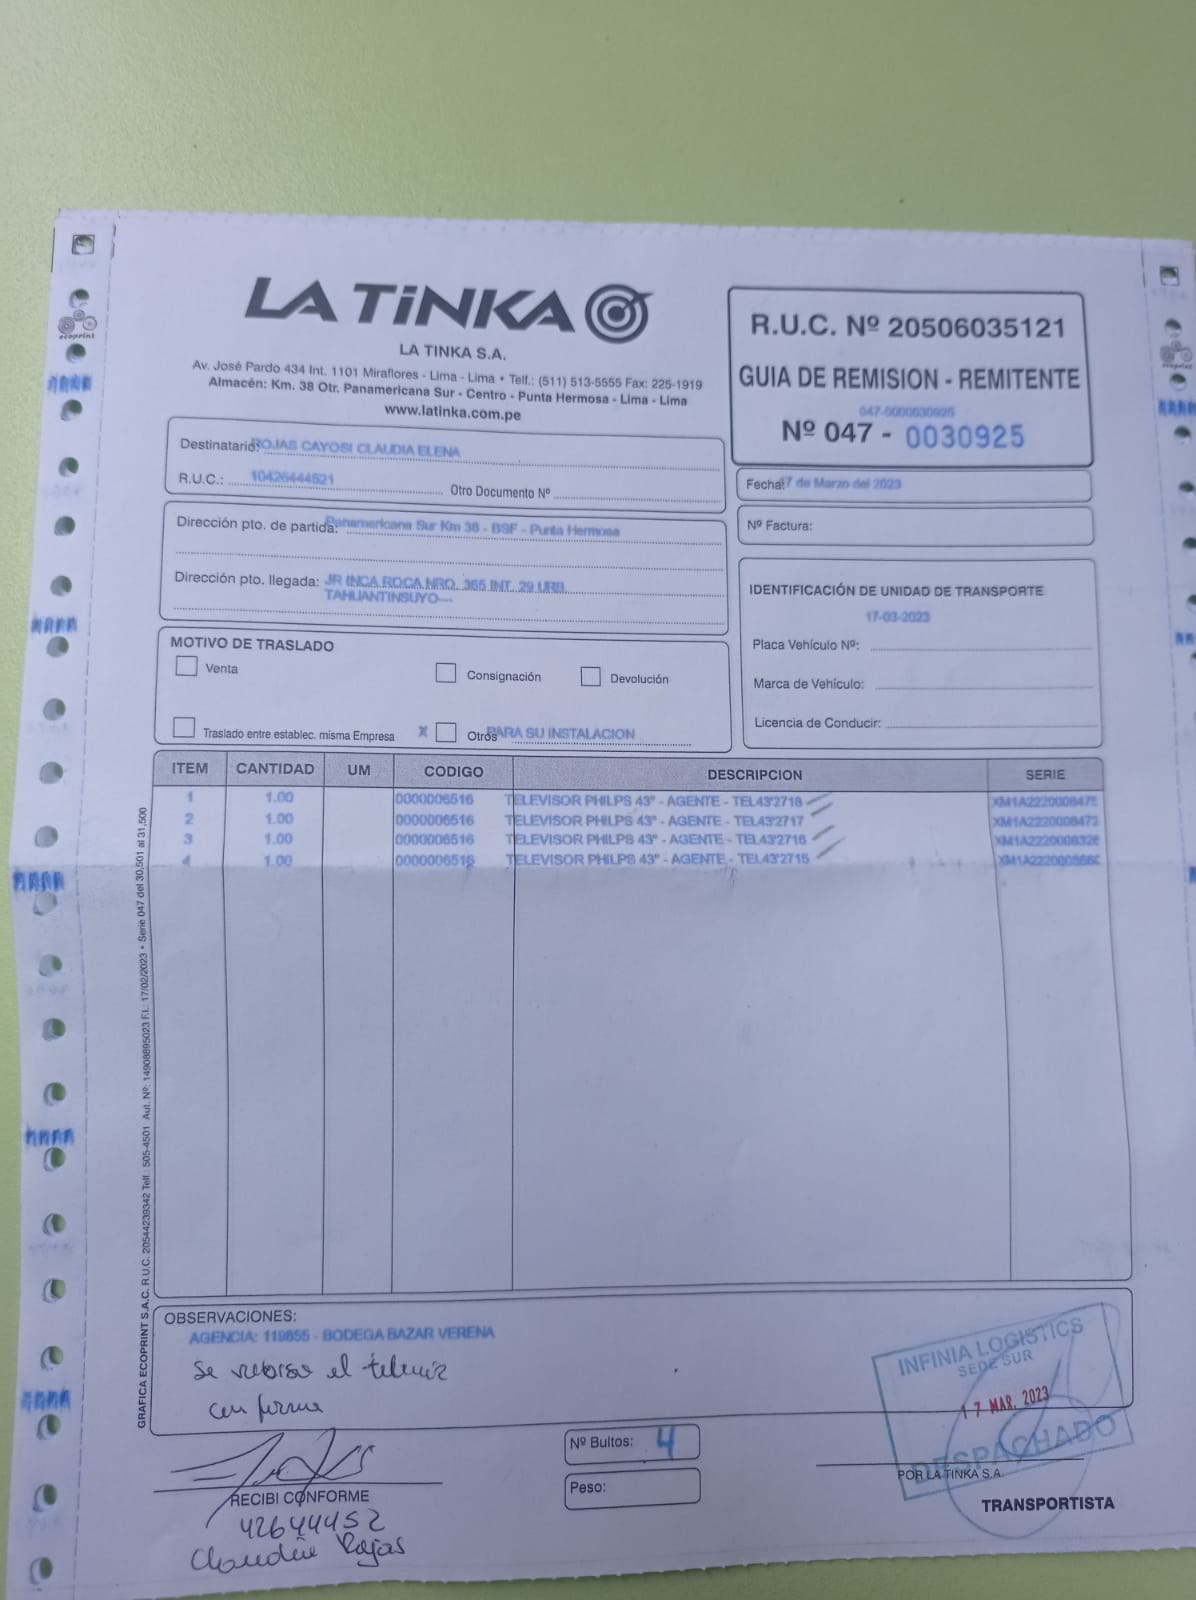 LA TiNKA
LA TINKA S.A.
Av. José Pardo 434 Int. 1101 Miraflores - Lima - Lima • Telf.: (511) 513-5555 Fax: 225-1919
Almacén: Km. 38 Otr. Panamericana Sur - Centro - Punta Hermosa - Lima - Lima
www.latinka.com.pe
R.U.C. Nº 20506035121
GUIA DE REMISION - REMITENTE
047-0000030925
Nº 047 - 0030925
Destinatario: ROJAS CAYOSI CLAUDIA ELENA
R.U.C.: 10426444521 Otro Documento Nº
Fecha: 7 de Marzo del 2023
Dirección pto. de partida: Panamericana Sur Km 38 - BSF - Punta Hermosa
Nº Factura:
Dirección pto. llegada: JR INCA ROCA NRO. 365 INT. 29 URB.
TAHUANTINSUYO---
IDENTIFICACIÓN DE UNIDAD DE TRANSPORTE
17-03-2023
Placa Vehículo Nº:
Marca de Vehículo:
Licencia de Conducir:
MOTIVO DE TRASLADO
Venta Consignación Devolución
Traslado entre establec. misma Empresa X Otros PARA SU INSTALACION
ITEM CANTIDAD UM CODIGO DESCRIPCION SERIE
1 1.00 0000006516 TELEVISOR PHILPS 43" - AGENTE - TEL43'2718
2 1.00 0000006516 TELEVISOR PHILPS 43" - AGENTE - TEL43'2717
3 1.00 0000006516 TELEVISOR PHILPS 43" - AGENTE - TEL43'2716
4 1.00 0000006516 TELEVISOR PHILPS 43" - AGENTE - TEL43'2715
GRAFICA ECOPRINT S.A.C. R.U.C. 20544239342 Telf.: 505-4501 Aut. Nº: 14908895023 F.I.: 17/02/2023 • Serie 047 del 30,501 al 31,500
OBSERVACIONES:
AGENCIA: 119855 - BODEGA BAZAR VERENA
Se el
conforme
INFINIA LOGISTICS
SEDE SUR
17 MAR. 2023
DESPACHADO
Nº Bultos: 4
Peso:
RECIBI CONFORME
42644452
Claudia Rojas
POR LA TINKA S.A.
TRANSPORTISTA
ecoprint